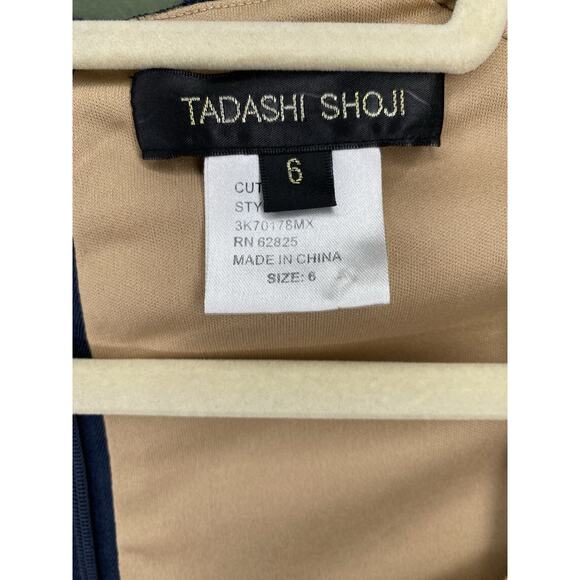 TADASHI SHOJI
6
CUT
STY
3K70178MX
RN 62825
MADE IN CHINA
SIZE: 6